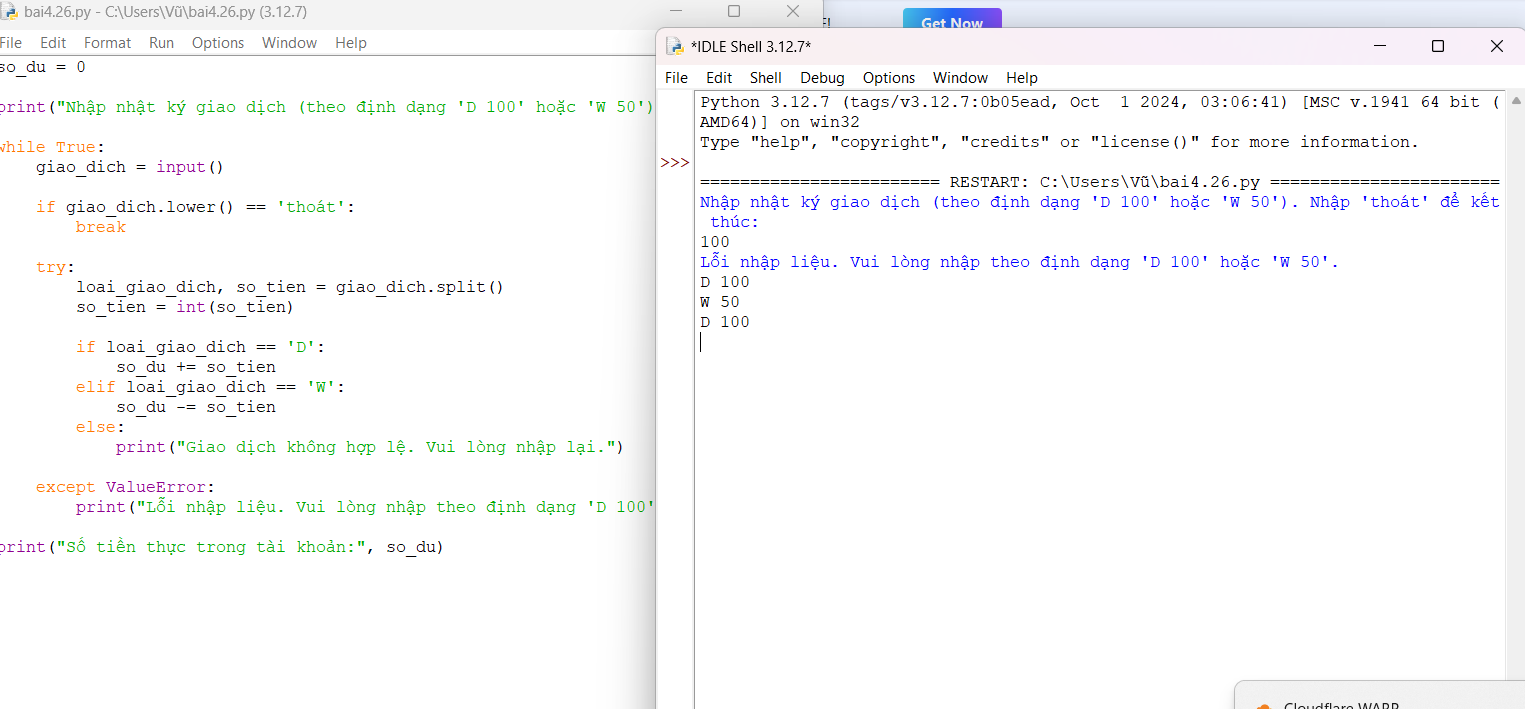 bai4.26.py - C:\Users\Vũ\bai4.26.py (3.12.7)
File Edit Format Run Options Window Help
so_du = 0
print("Nhập nhật ký giao dịch (theo định dạng 'D 100' hoặc 'W 50')
while True:
giao_dich = input()
if giao_dich.lower() == 'thoát':
break
try:
loai_giao_dich, so_tien = giao_dich.split()
so_tien = int(so_tien)
if loai_giao_dich == 'D':
so_du += so_tien
elif loai_giao_dich == 'W':
so_du -= so_tien
else:
print("Giao dịch không hợp lệ. Vui lòng nhập lại.")
except ValueError:
print("Lỗi nhập liệu. Vui lòng nhập theo định dạng 'D 100'
print("Số tiền thực trong tài khoản:", so_du)
Get Now
*IDLE Shell 3.12.7*
File Edit Shell Debug Options Window Help
Python 3.12.7 (tags/v3.12.7:0b05ead, Oct  1 2024, 03:06:41) [MSC v.1941 64 bit (
AMD64)] on win32
Type "help", "copyright", "credits" or "license()" for more information.
>>>
======================== RESTART: C:\Users\Vũ\bai4.26.py =======================
Nhập nhật ký giao dịch (theo định dạng 'D 100' hoặc 'W 50'). Nhập 'thoát' để kết
thúc:
100
Lỗi nhập liệu. Vui lòng nhập theo định dạng 'D 100' hoặc 'W 50'.
D 100
W 50
D 100
Cloudflare WARP